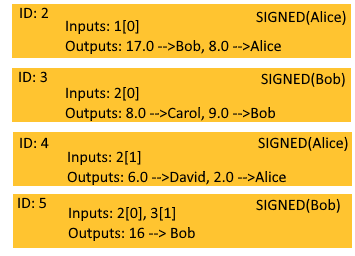 ID: 2 SIGNED(Alice)
Inputs: 1[0]
Outputs: 17.0 -->Bob, 8.0 -->Alice
ID: 3 SIGNED(Bob)
Inputs: 2[0]
Outputs: 8.0 -->Carol, 9.0 -->Bob
ID: 4 SIGNED(Alice)
Inputs: 2[1]
Outputs: 6.0 -->David, 2.0 -->Alice
ID: 5 SIGNED(Bob)
Inputs: 2[0], 3[1]
Outputs: 16 --> Bob